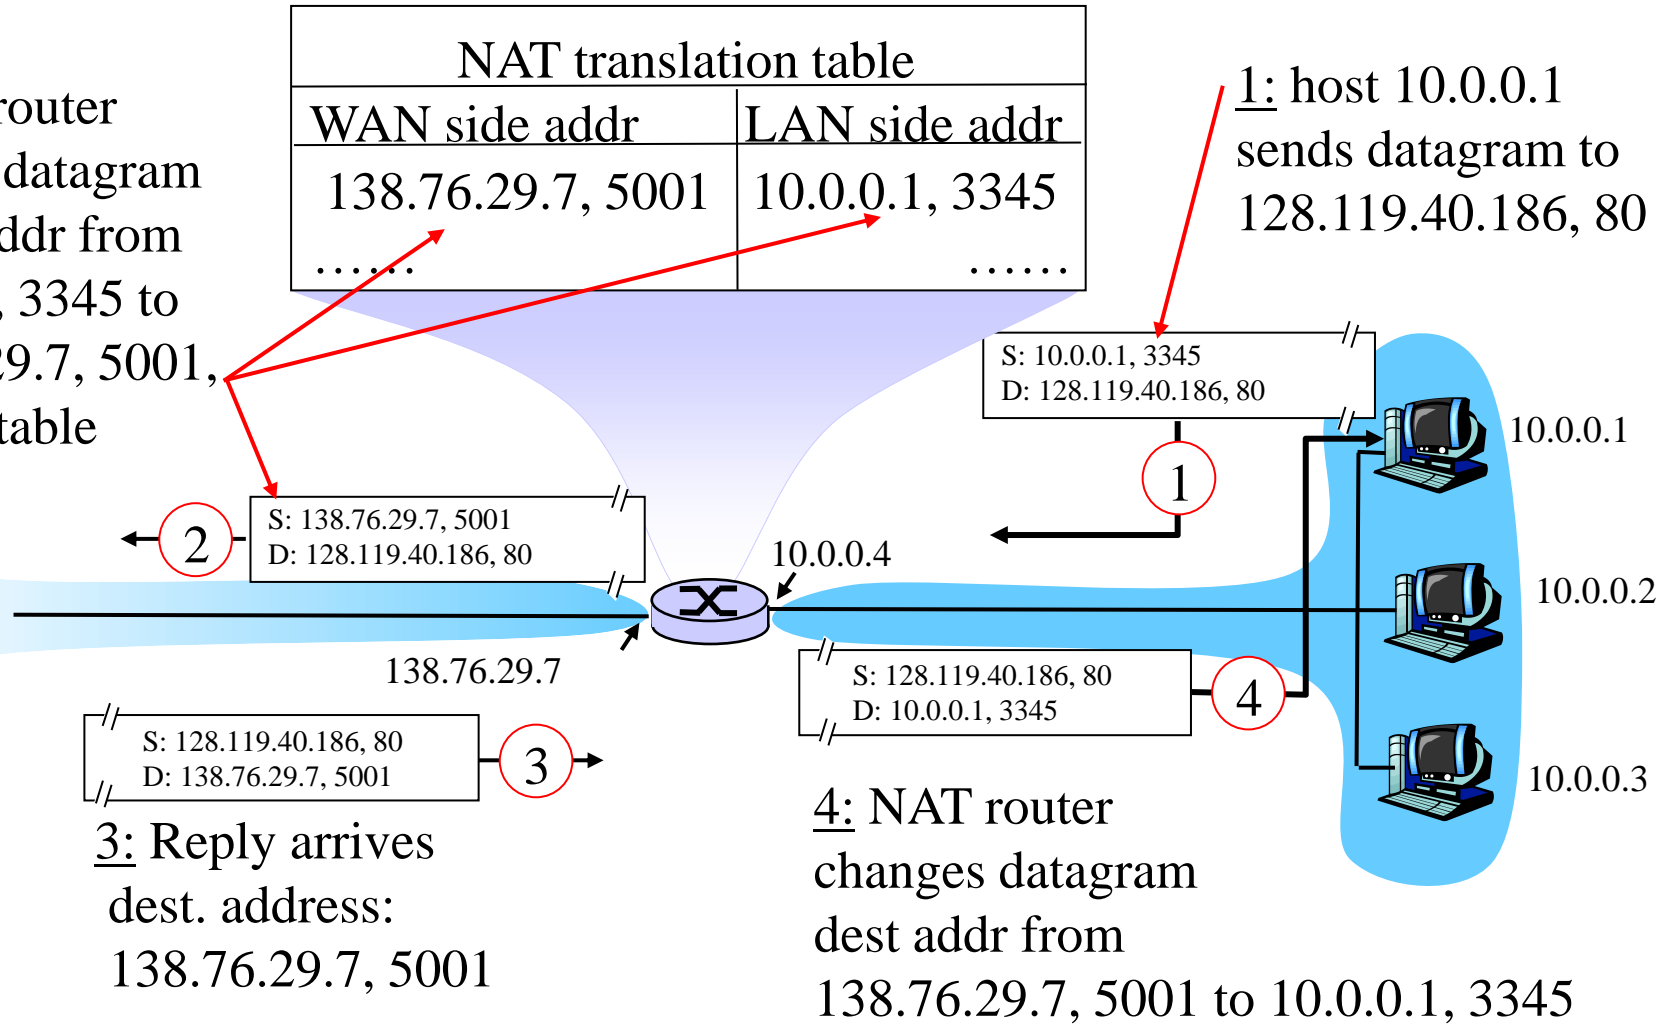 NAT translation table
WAN side addr LAN side addr
138.76.29.7, 5001 10.0.0.1, 3345
...... ......
router
datagram
ddr from
, 3345 to
29.7, 5001,
table
1: host 10.0.0.1
sends datagram to
128.119.40.186, 80
S: 10.0.0.1, 3345
D: 128.119.40.186, 80
1
10.0.0.1
S: 138.76.29.7, 5001
D: 128.119.40.186, 80
2
10.0.0.4
10.0.0.2
138.76.29.7
S: 128.119.40.186, 80
D: 10.0.0.1, 3345
4
S: 128.119.40.186, 80
D: 138.76.29.7, 5001
3
10.0.0.3
3: Reply arrives
dest. address:
138.76.29.7, 5001
4: NAT router
changes datagram
dest addr from
138.76.29.7, 5001 to 10.0.0.1, 3345